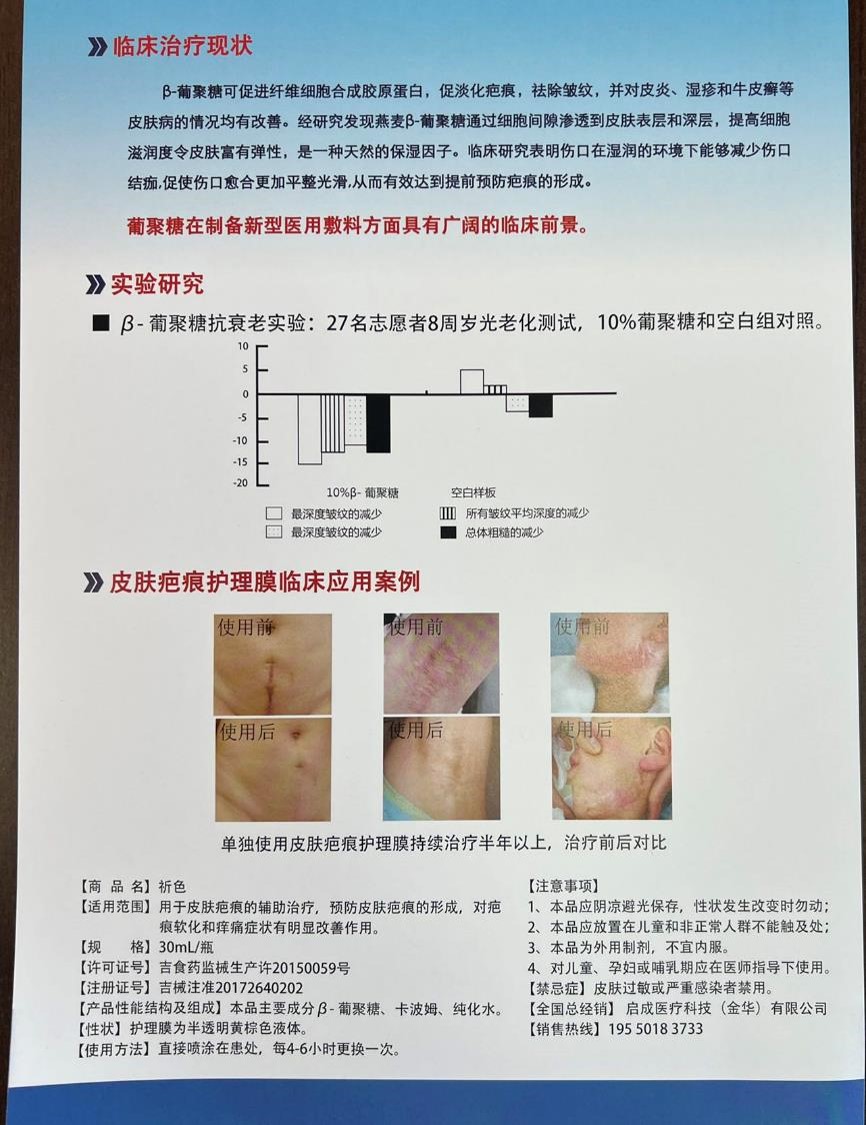 临床治疗现状
β-葡聚糖可促进纤维细胞合成胶原蛋白，促淡化疤痕，祛除皱纹，并对皮炎、湿疹和牛皮癣等
皮肤病的情况均有改善。经研究发现燕麦β-葡聚糖通过细胞间隙渗透到皮肤表层和深层，提高细胞
滋润度令皮肤富有弹性，是一种天然的保湿因子。临床研究表明伤口在湿润的环境下能够减少伤口
结痂,促使伤口愈合更加平整光滑,从而有效达到提前预防疤痕的形成。
葡聚糖在制备新型医用敷料方面具有广阔的临床前景。
实验研究
■ β- 葡聚糖抗衰老实验：27名志愿者8周岁光老化测试，10%葡聚糖和空白组对照。
10
5
0
-5
-10
-15
-20
10%β- 葡聚糖 空白样板
最深度皱纹的减少 所有皱纹平均深度的减少
最深度皱纹的减少 总体粗糙的减少
皮肤疤痕护理膜临床应用案例
使用前 使用前 使用前
使用后 使用后 使用后
单独使用皮肤疤痕护理膜持续治疗半年以上，治疗前后对比
【商 品 名】祈色
【适用范围】用于皮肤疤痕的辅助治疗，预防皮肤疤痕的形成，对疤
痕软化和痒痛症状有明显改善作用。
【规 格】30mL/瓶
【许可证号】吉食药监械生产许20150059号
【注册证号】吉械注准20172640202
【产品性能结构及组成】本品主要成分β- 葡聚糖、卡波姆、纯化水。
【性状】护理膜为半透明黄棕色液体。
【使用方法】直接喷涂在患处，每4-6小时更换一次。
【注意事项】
1、本品应阴凉避光保存，性状发生改变时勿动；
2、本品应放置在儿童和非正常人群不能触及处；
3、本品为外用制剂，不宜内服。
4、对儿童、孕妇或哺乳期应在医师指导下使用。
【禁忌症】皮肤过敏或严重感染者禁用。
【全国总经销】启成医疗科技（金华）有限公司
【销售热线】195 5018 3733